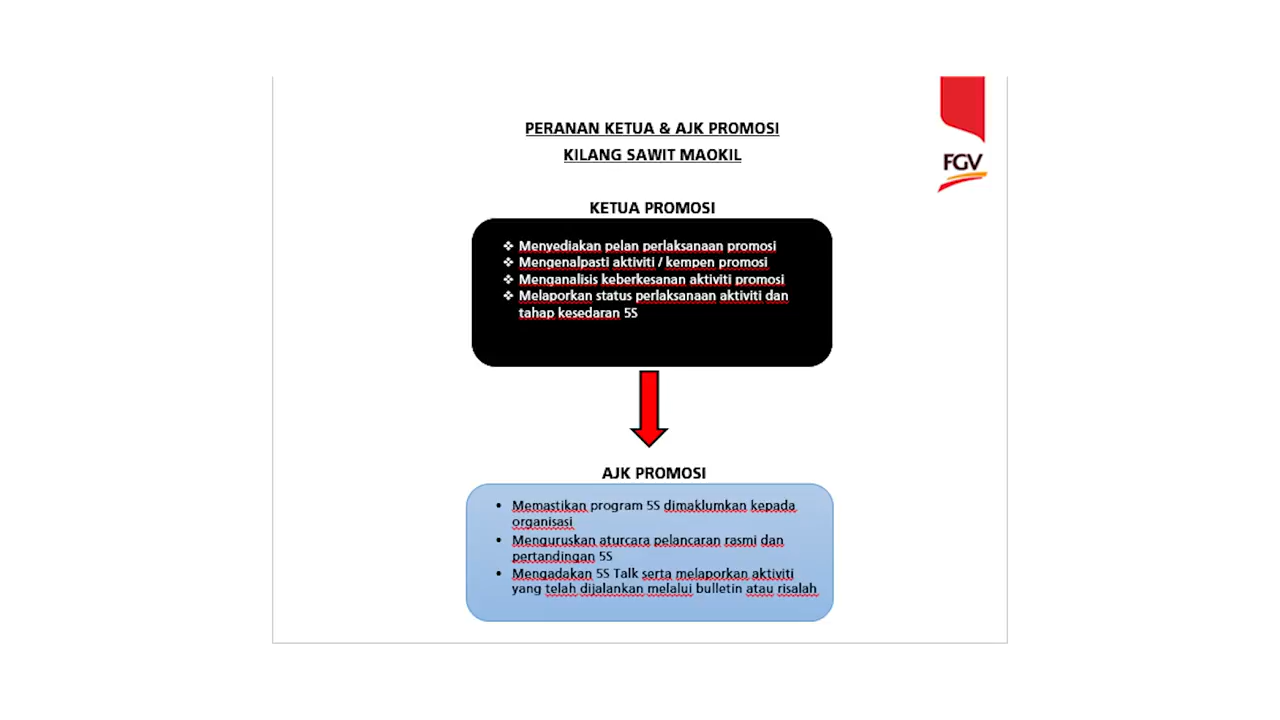 PERANAN KETUA & AJK PROMOSI
KILANG SAWIT MAOKIL
FGV
KETUA PROMOSI
❖ Menyediakan pelan perlaksanaan promosi
❖ Mengenalpasti aktiviti / kempen promosi
❖ Menganalisis keberkesanan aktiviti promosi
❖ Melaporkan status perlaksanaan aktiviti dan
tahap kesedaran 5S
AJK PROMOSI
• Memastikan program 5S dimaklumkan kepada
organisasi
• Menguruskan aturcara pelancaran rasmi dan
pertandingan 5S
• Mengadakan 5S Talk serta melaporkan aktiviti
yang telah dijalankan melalui bulletin atau risalah